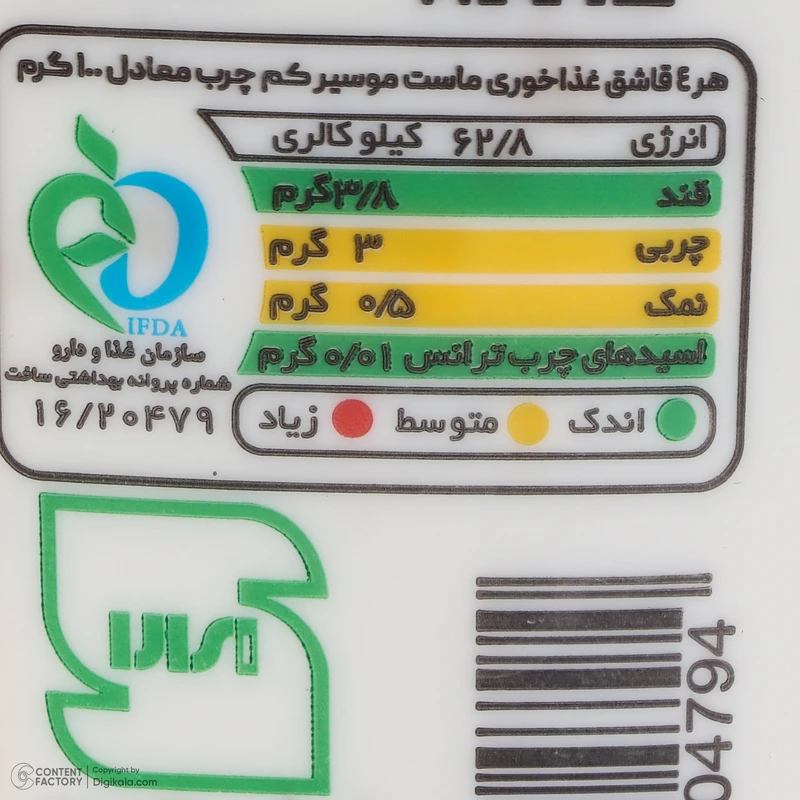 هر ٤ قاشق غذاخوری ماست موسیر کم چرب معادل ۱۰۰ گرم
انرژی ۶۲/۸ کیلو کالری
قند ۳/۸ گرم
چربی ۳ گرم
نمک ۰/۵ گرم
اسیدهای چرب ترانس ۰/۰۱ گرم
اندک متوسط زیاد
IFDA
سازمان غذا و دارو
شماره پروانه بهداشتی ساخت
۱۶/۲۰۴۷۹
04794
CONTENT FACTORY
Copyright by
Digikala.com